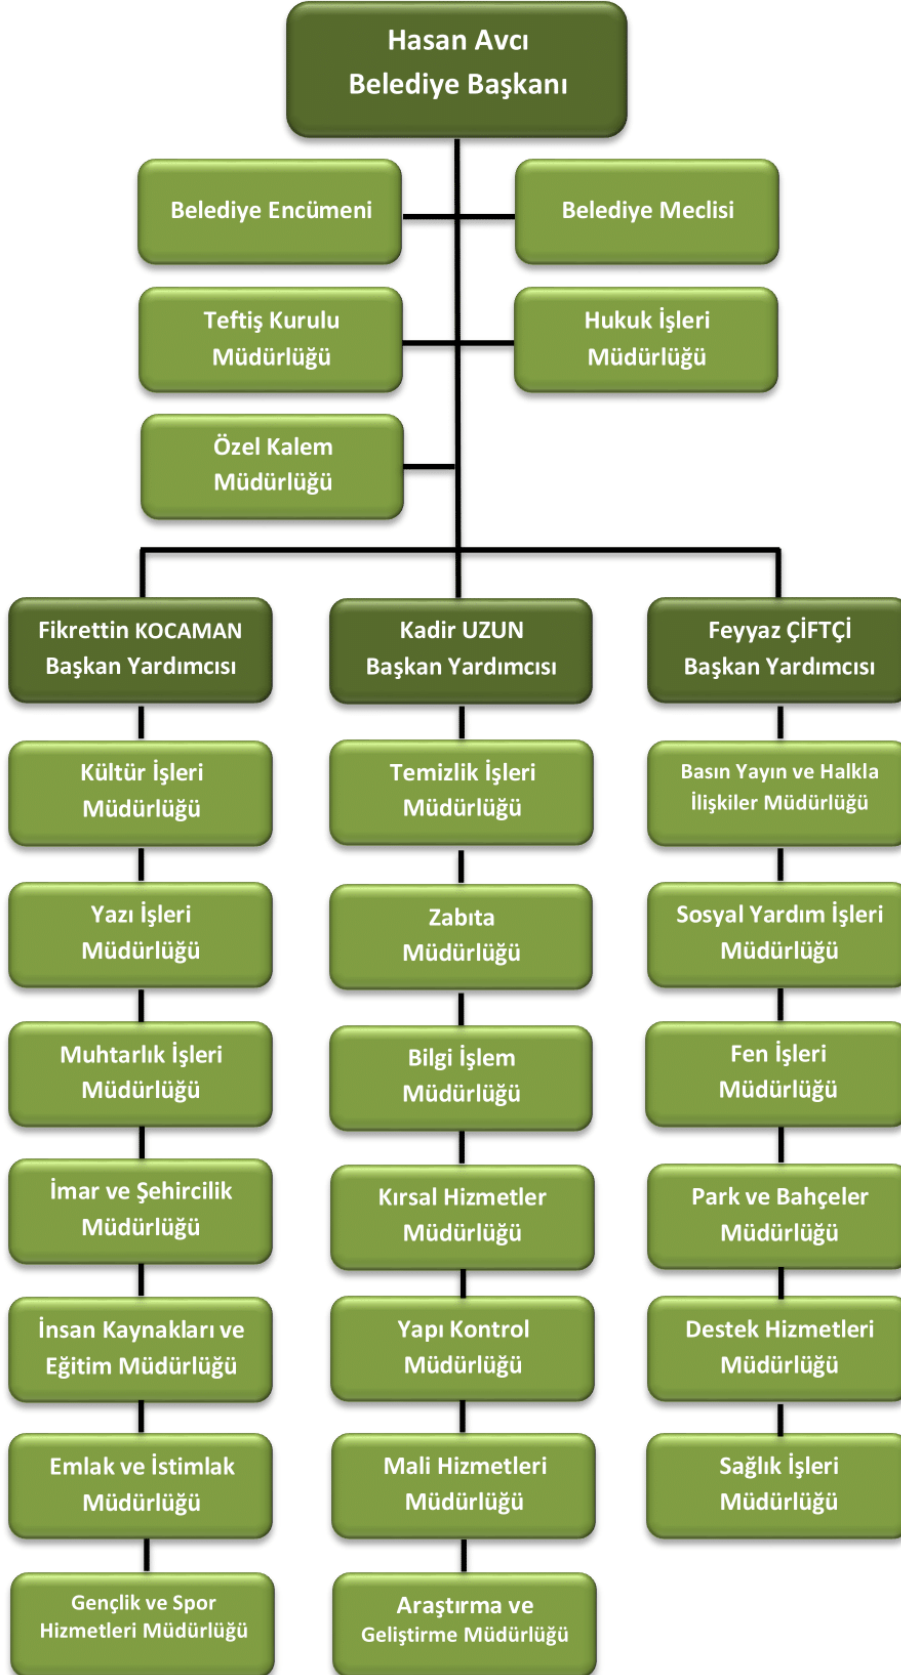 Hasan Avcı
Belediye Başkanı
Belediye Encümeni
Belediye Meclisi
Teftiş Kurulu
Müdürlüğü
Hukuk İşleri
Müdürlüğü
Özel Kalem
Müdürlüğü
Fikrettin KOCAMAN
Başkan Yardımcısı
Kadir UZUN
Başkan Yardımcısı
Feyyaz ÇİFTÇİ
Başkan Yardımcısı
Kültür İşleri
Müdürlüğü
Temizlik İşleri
Müdürlüğü
Basın Yayın ve Halkla
İlişkiler Müdürlüğü
Yazı İşleri
Müdürlüğü
Zabıta
Müdürlüğü
Sosyal Yardım İşleri
Müdürlüğü
Muhtarlık İşleri
Müdürlüğü
Bilgi İşlem
Müdürlüğü
Fen İşleri
Müdürlüğü
İmar ve Şehircilik
Müdürlüğü
Kırsal Hizmetler
Müdürlüğü
Park ve Bahçeler
Müdürlüğü
İnsan Kaynakları ve
Eğitim Müdürlüğü
Yapı Kontrol
Müdürlüğü
Destek Hizmetleri
Müdürlüğü
Emlak ve İstimlak
Müdürlüğü
Mali Hizmetleri
Müdürlüğü
Sağlık İşleri
Müdürlüğü
Gençlik ve Spor
Hizmetleri Müdürlüğü
Araştırma ve
Geliştirme Müdürlüğü